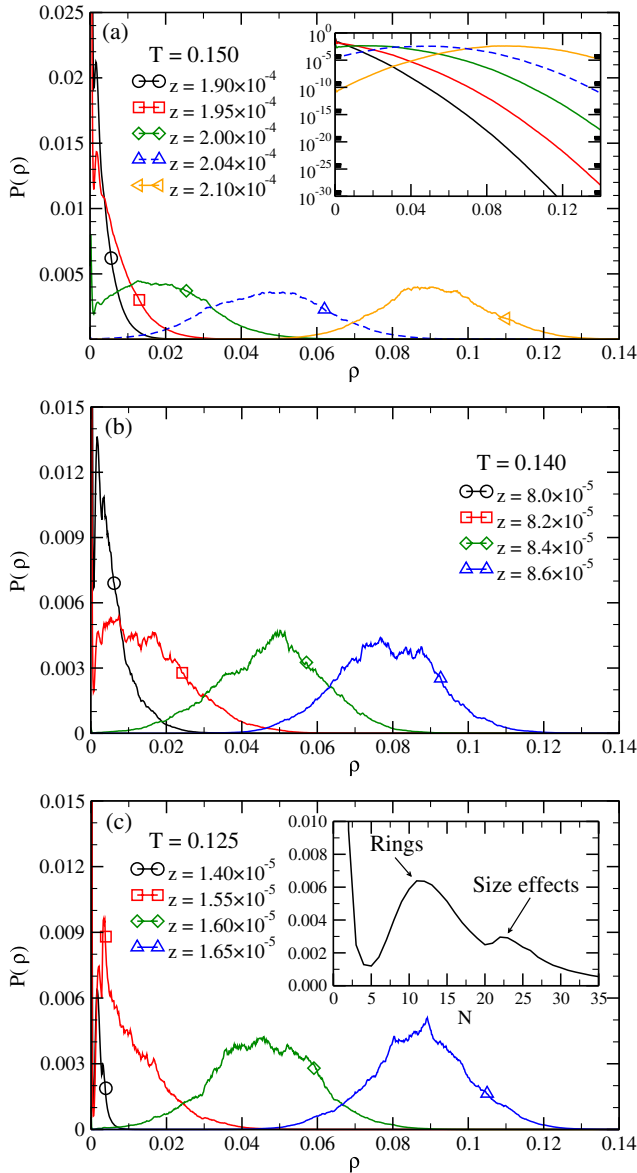 (a)
T = 0.150
z = 1.90×10⁻⁴
z = 1.95×10⁻⁴
z = 2.00×10⁻⁴
z = 2.04×10⁻⁴
z = 2.10×10⁻⁴
10⁰
10⁻⁵
10⁻¹⁰
10⁻¹⁵
10⁻²⁰
10⁻²⁵
10⁻³⁰
0 0.04 0.08 0.12
P(ρ)
0.025
0.02
0.015
0.01
0.005
0
0 0.02 0.04 0.06 0.08 0.1 0.12 0.14
ρ
(b)
T = 0.140
z = 8.0×10⁻⁵
z = 8.2×10⁻⁵
z = 8.4×10⁻⁵
z = 8.6×10⁻⁵
P(ρ)
0.015
0.012
0.009
0.006
0.003
0
0 0.02 0.04 0.06 0.08 0.1 0.12 0.14
ρ
(c)
T = 0.125
z = 1.40×10⁻⁵
z = 1.55×10⁻⁵
z = 1.60×10⁻⁵
z = 1.65×10⁻⁵
Rings
Size effects
0.010
0.008
0.006
0.004
0.002
0.000
0 5 10 15 20 25 30 35
N
P(ρ)
0.015
0.012
0.009
0.006
0.003
0
0 0.02 0.04 0.06 0.08 0.1 0.12 0.14
ρ